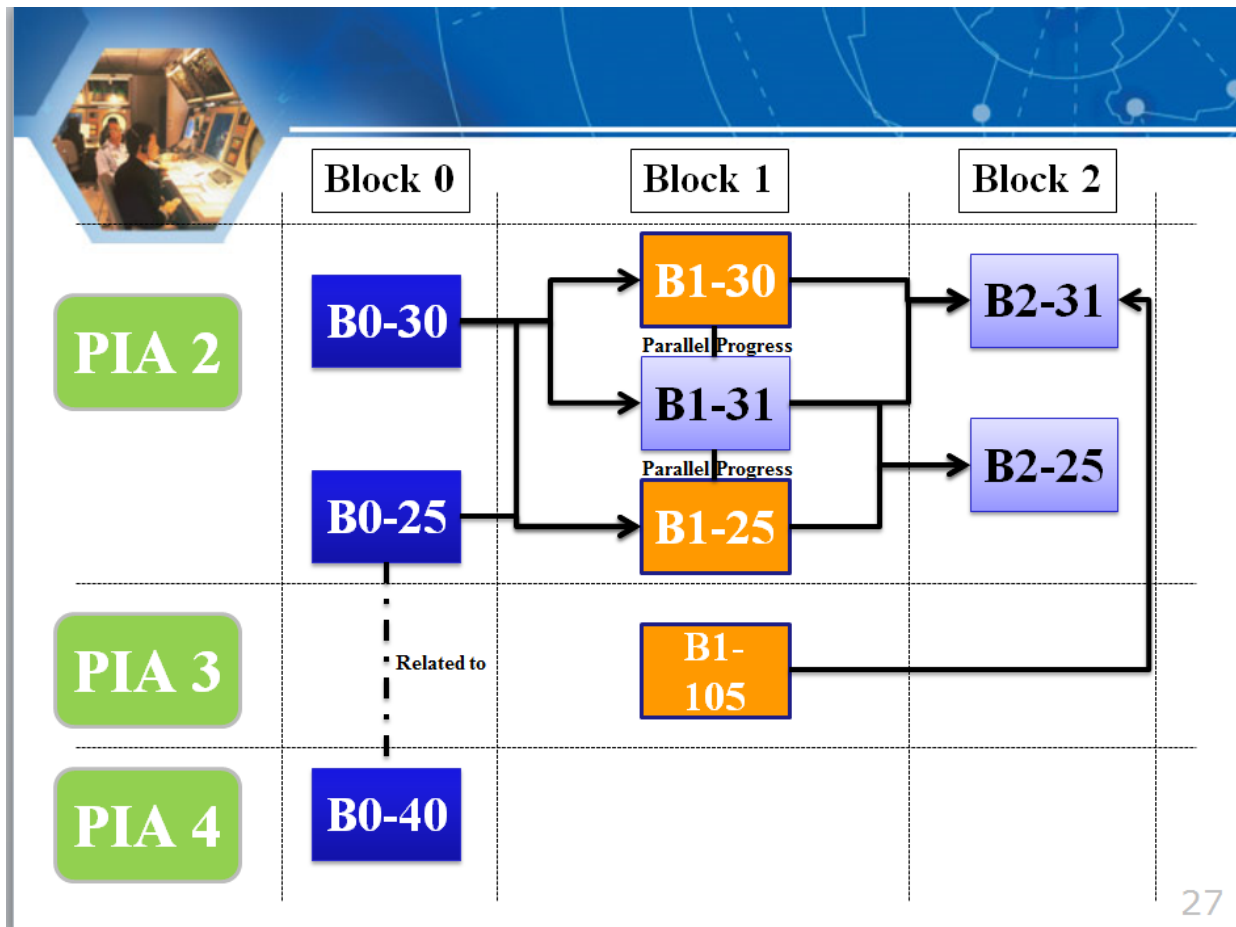 Block 0
Block 1
Block 2
PIA 2
B0-30
B1-30
B2-31
Parallel Progress
B1-31
Parallel Progress
B2-25
B0-25
B1-25
PIA 3
Related to
B1-
105
PIA 4
B0-40
27